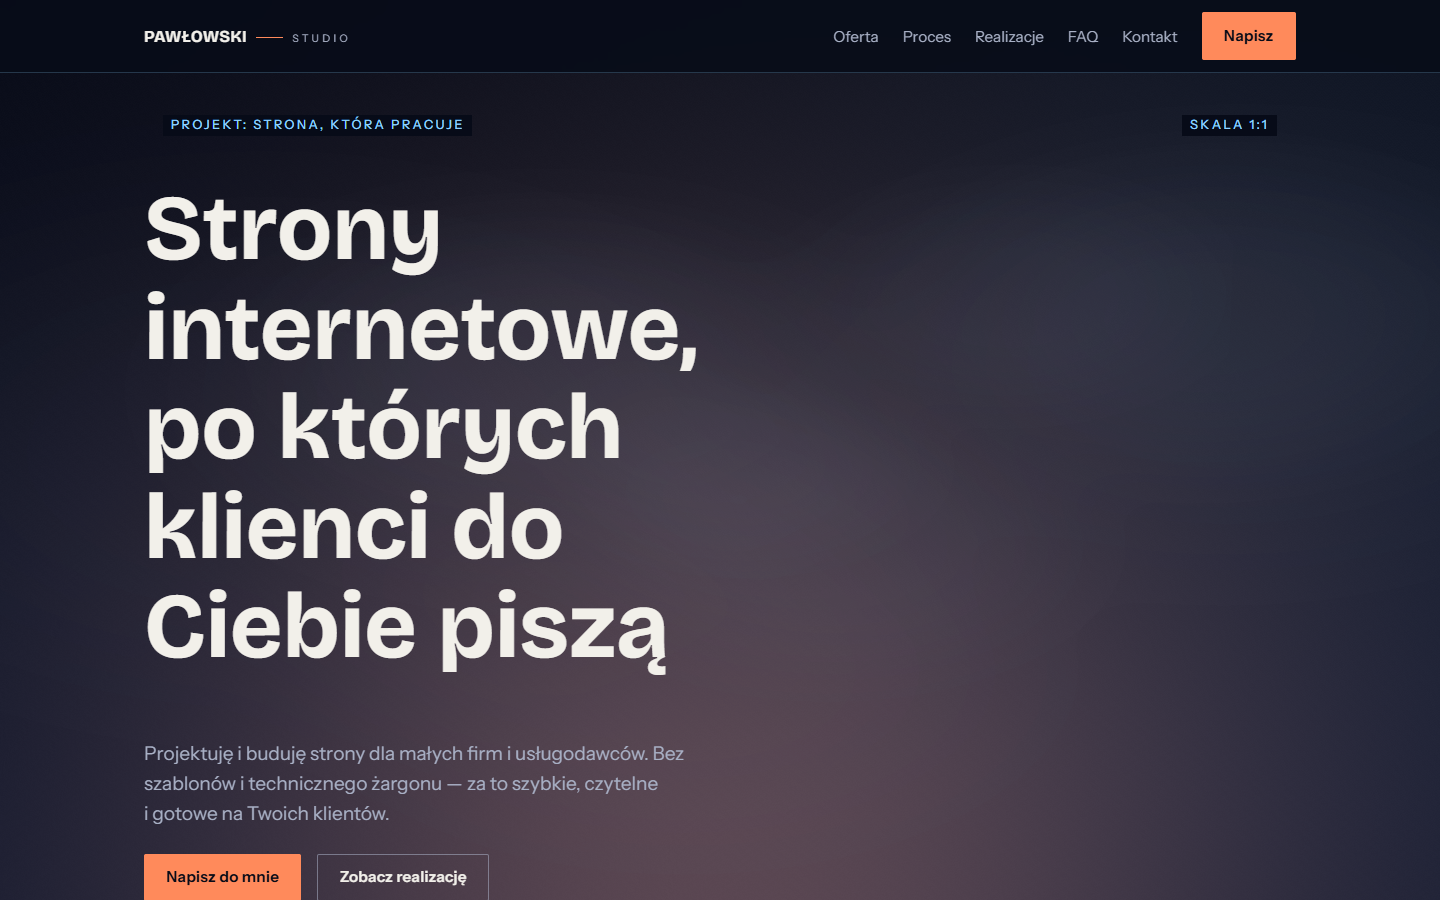 PAWŁOWSKI — STUDIO
Oferta Proces Realizacje FAQ Kontakt Napisz
PROJEKT: STRONA, KTÓRA PRACUJE
SKALA 1:1
Strony
internetowe,
po których
klienci do
Ciebie piszą
Projektuję i buduję strony dla małych firm i usługodawców. Bez
szablonów i technicznego żargonu — za to szybkie, czytelne
i gotowe na Twoich klientów.
Napisz do mnie
Zobacz realizację